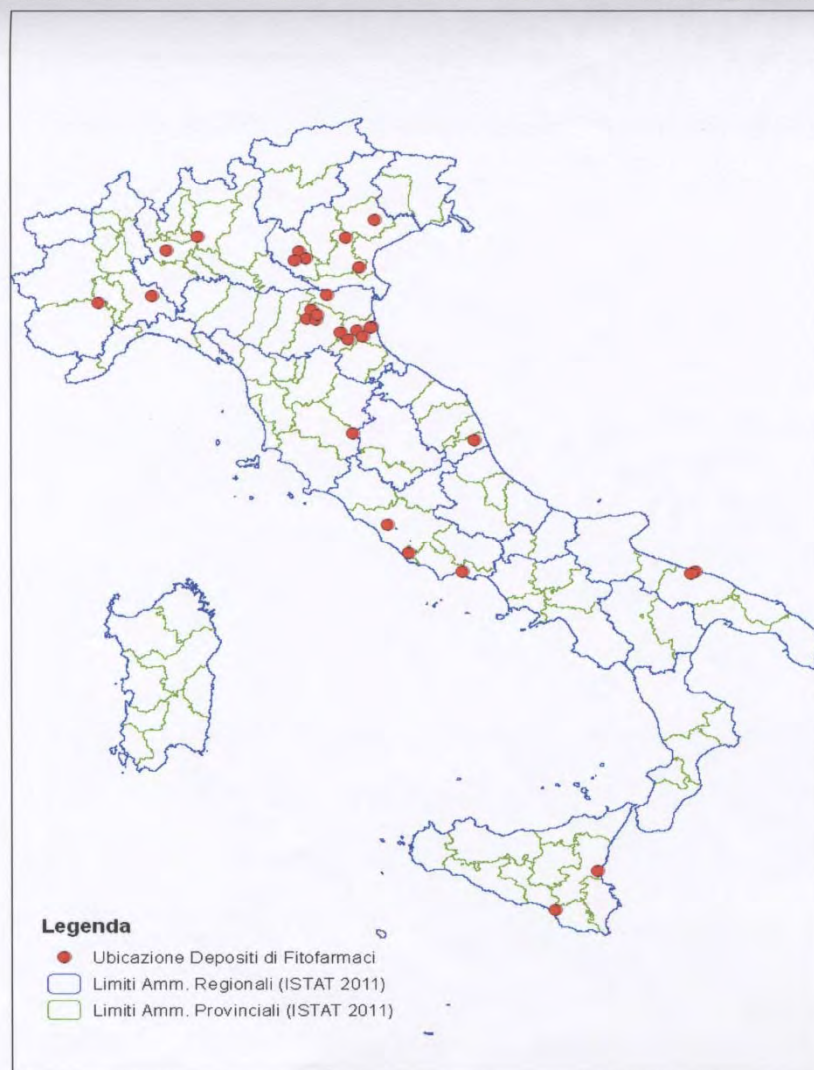 Legenda
Ubicazione Depositi di Fitofarmaci
Limiti Amm. Regionali (ISTAT 2011)
Limiti Amm. Provinciali (ISTAT 2011)